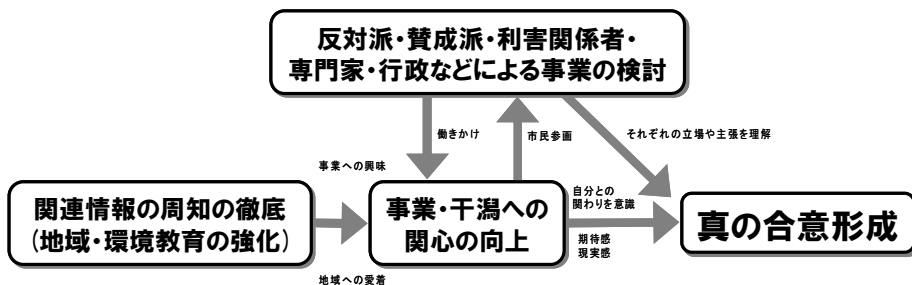 反対派・賛成派・利害関係者・
専門家・行政などによる事業の検討
働きかけ
市民参画
それぞれの立場や主張を理解
事業への興味
関連情報の周知の徹底
(地域・環境教育の強化)
地域への愛着
事業・干潟への
関心の向上
自分との
関わりを意識
期待感
現実感
真の合意形成